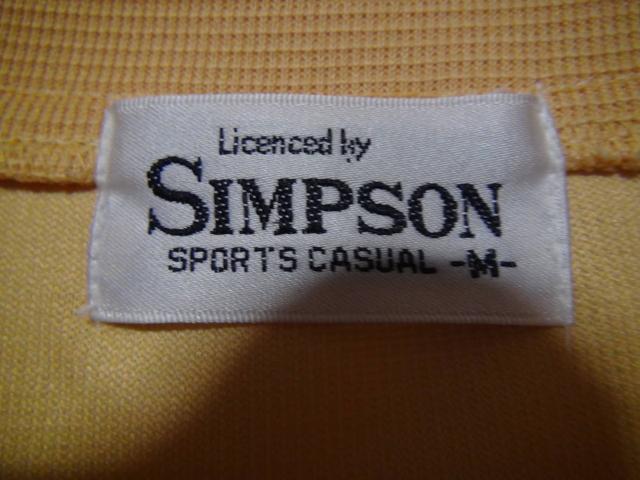 Licenced by
SIMPSON
SPORTS CASUAL -M-